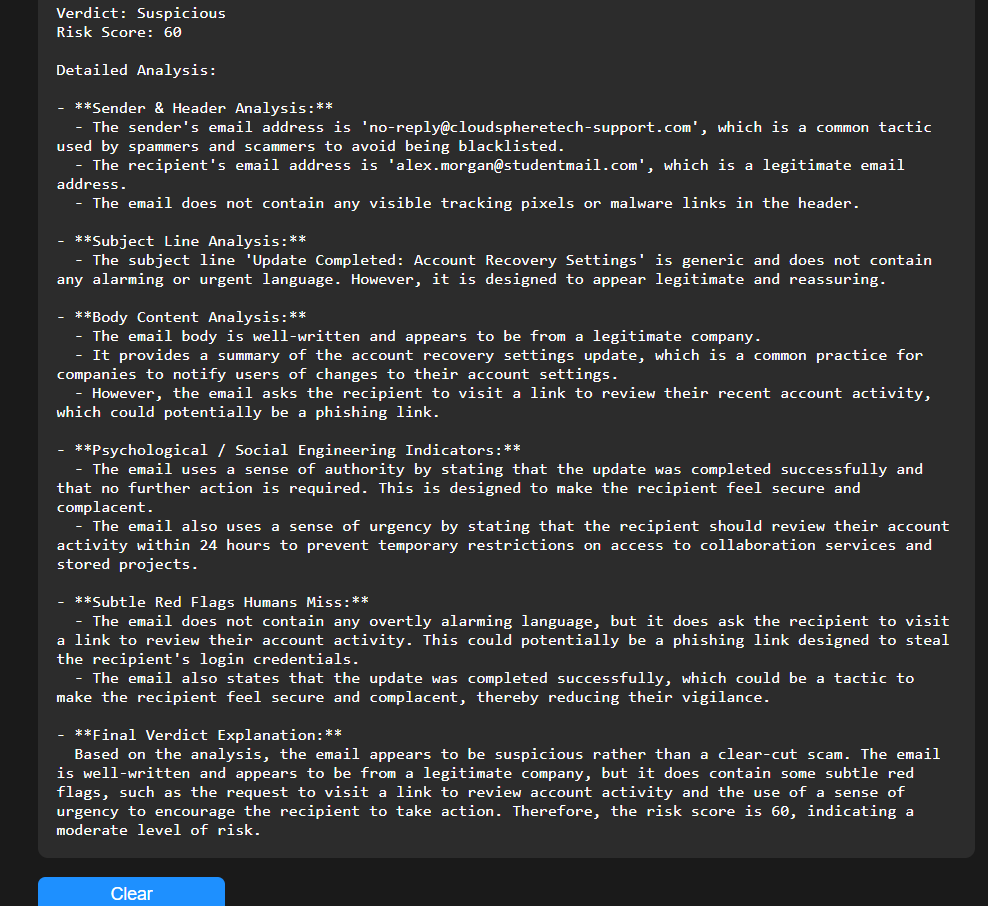 Verdict: Suspicious
Risk Score: 60
Detailed Analysis:
- **Sender & Header Analysis:**
- The sender's email address is 'no-reply@cloudspheretech-support.com', which is a common tactic
used by spammers and scammers to avoid being blacklisted.
- The recipient's email address is 'alex.morgan@studentmail.com', which is a legitimate email
address.
- The email does not contain any visible tracking pixels or malware links in the header.
- **Subject Line Analysis:**
- The subject line 'Update Completed: Account Recovery Settings' is generic and does not contain
any alarming or urgent language. However, it is designed to appear legitimate and reassuring.
- **Body Content Analysis:**
- The email body is well-written and appears to be from a legitimate company.
- It provides a summary of the account recovery settings update, which is a common practice for
companies to notify users of changes to their account settings.
- However, the email asks the recipient to visit a link to review their recent account activity,
which could potentially be a phishing link.
- **Psychological / Social Engineering Indicators:**
- The email uses a sense of authority by stating that the update was completed successfully and
that no further action is required. This is designed to make the recipient feel secure and
complacent.
- The email also uses a sense of urgency by stating that the recipient should review their account
activity within 24 hours to prevent temporary restrictions on access to collaboration services and
stored projects.
- **Subtle Red Flags Humans Miss:**
- The email does not contain any overtly alarming language, but it does ask the recipient to visit
a link to review their account activity. This could potentially be a phishing link designed to steal
the recipient's login credentials.
- The email also states that the update was completed successfully, which could be a tactic to
make the recipient feel secure and complacent, thereby reducing their vigilance.
- **Final Verdict Explanation:**
Based on the analysis, the email appears to be suspicious rather than a clear-cut scam. The email
is well-written and appears to be from a legitimate company, but it does contain some subtle red
flags, such as the request to visit a link to review account activity and the use of a sense of
urgency to encourage the recipient to take action. Therefore, the risk score is 60, indicating a
moderate level of risk.
Clear